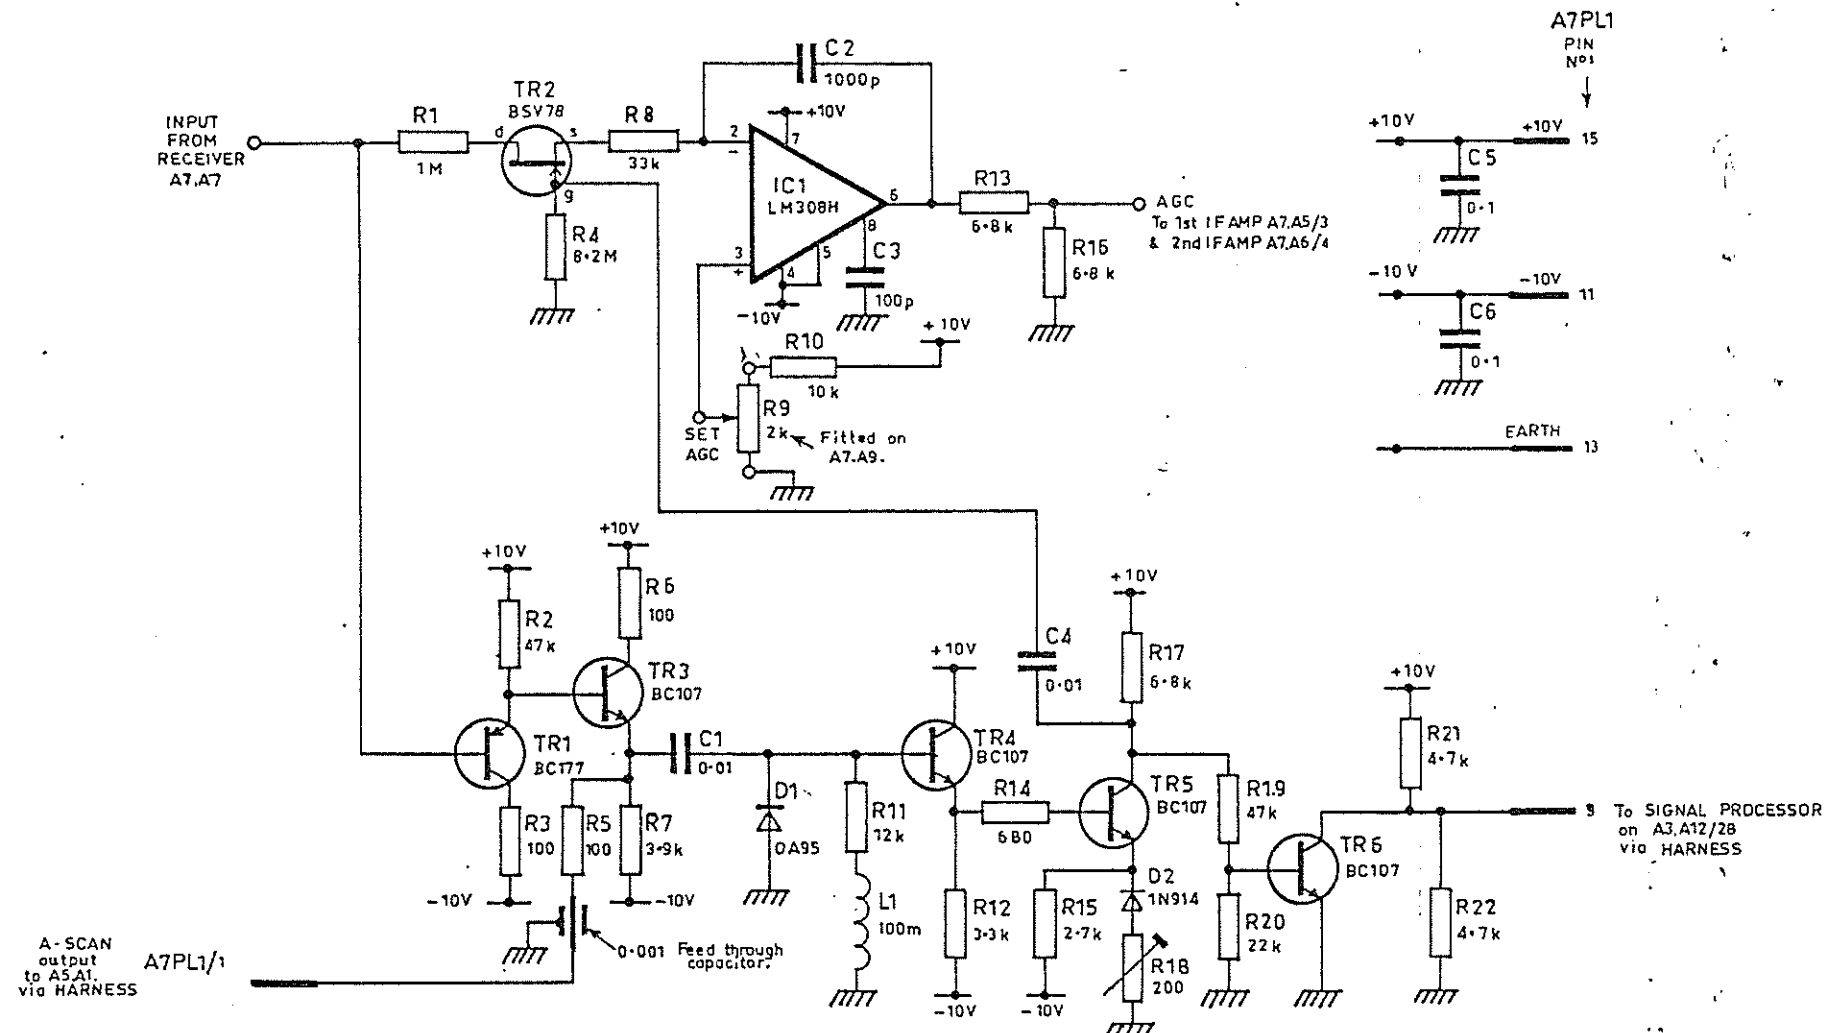 A7PL1
PIN
Nos
INPUT
FROM
RECEIVER
A7.A7
R1
1M
TR2
BSV78
d
s
g
R4
8·2M
R8
33k
C2
1000p
+10V
2
-
7
IC1
LM308H
6
3
+
4
5
8
-10V
C3
100p
R13
6·8k
R16
6·8k
AGC
To 1st IF AMP A7.A5/3
& 2nd IF AMP A7.A6/4
+10V
+10V
15
C5
0·1
-10V
-10V
11
C6
0·1
EARTH
13
R10
10k
+10V
R9
2k
Fitted on
A7.A9.
SET
AGC
+10V
R2
47k
+10V
R6
100
TR3
BC107
TR1
BC177
R3
100
-10V
R5
100
R7
3·9k
-10V
0·001 Feed through
capacitor.
A-SCAN
output
to A5.A1.
via HARNESS
A7PL1/1
C1
0·01
D1
OA95
R11
12k
L1
100m
+10V
TR4
BC107
R14
680
R12
3·3k
-10V
C4
0·01
+10V
R17
6·8k
TR5
BC107
R15
2·7k
-10V
D2
1N914
R18
200
R19
47k
R20
22k
TR6
BC107
+10V
R21
4·7k
R22
4·7k
9
To SIGNAL PROCESSOR
on A3.A12/28
via HARNESS